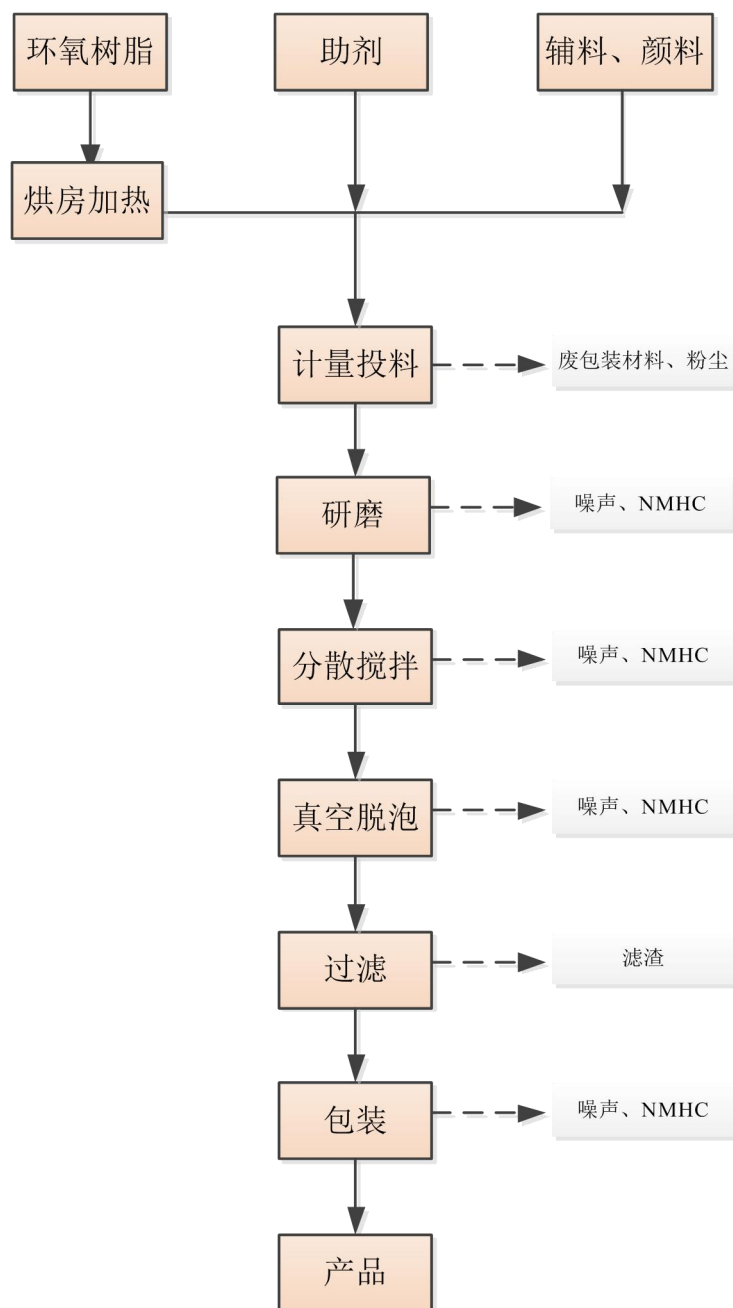 环氧树脂
助剂
辅料、颜料
烘房加热
计量投料
废包装材料、粉尘
研磨
噪声、NMHC
分散搅拌
噪声、NMHC
真空脱泡
噪声、NMHC
过滤
滤渣
包装
噪声、NMHC
产品